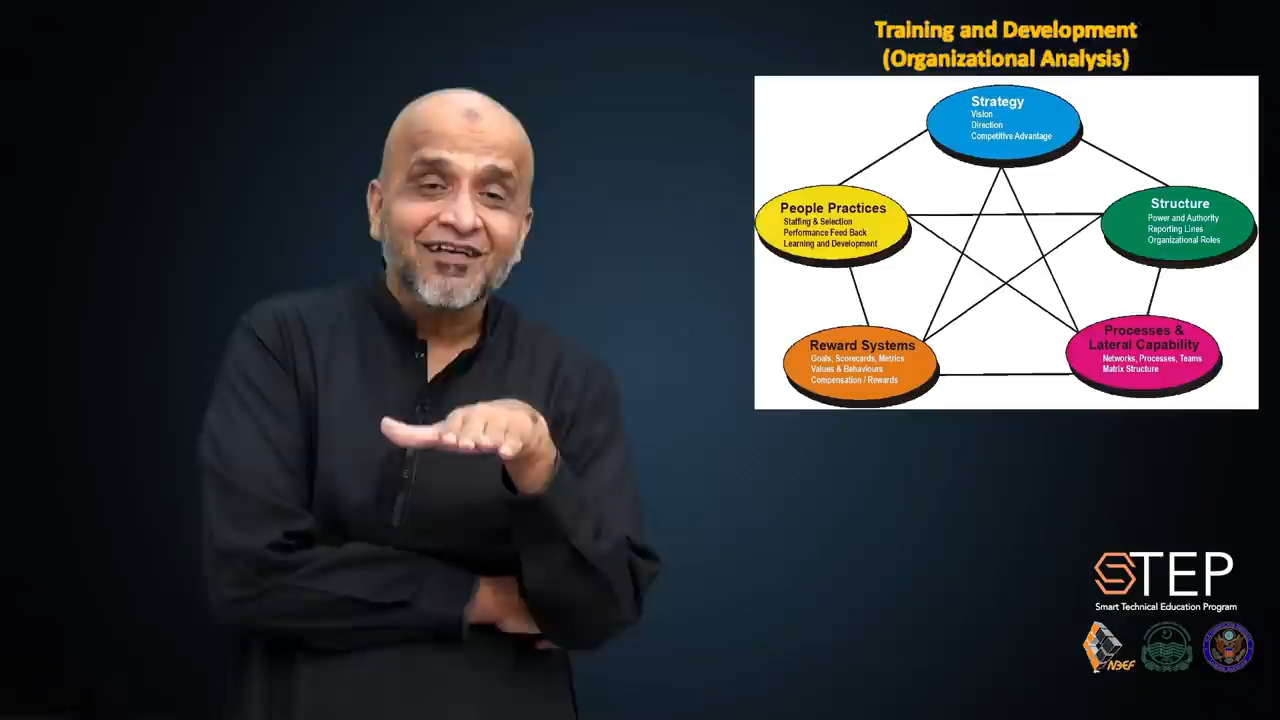 Training and Development
(Organizational Analysis)
Strategy
Vision
Direction
Competitive Advantage
People Practices
Staffing & Selection
Performance Feed Back
Learning and Development
Structure
Power and Authority
Reporting Lines
Organizational Roles
Reward Systems
Goals, Scorecards, Metrics
Values & Behaviours
Compensation / Rewards
Processes &
Lateral Capability
Networks, Processes, Teams
Matrix Structure
STEP
Smart Technical Education Program
NDEF